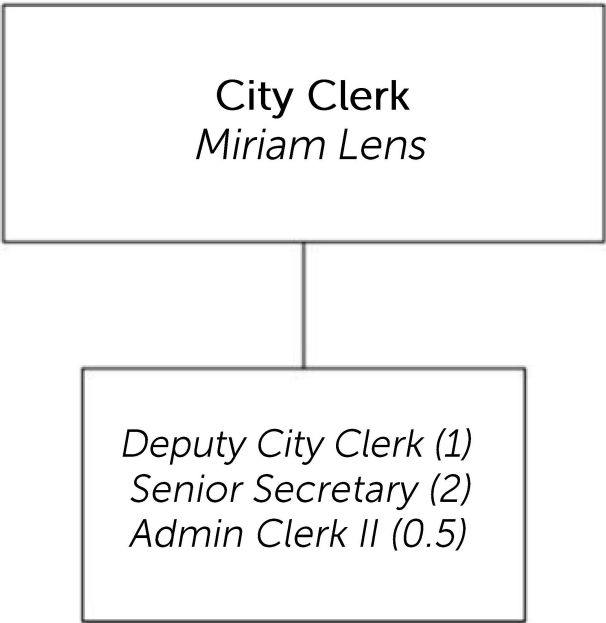 City Clerk
Miriam Lens
Deputy City Clerk (1)
Senior Secretary (2)
Admin Clerk II (0.5)